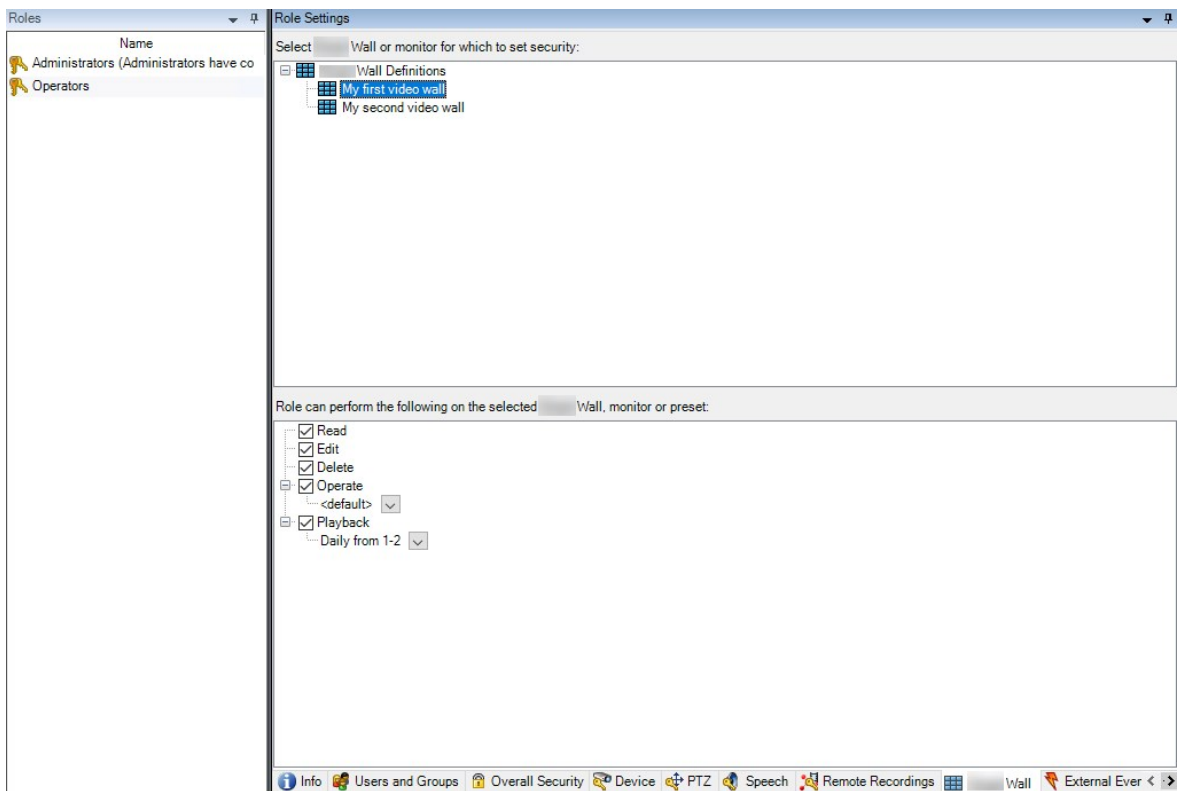 Roles
Name
Administrators (Administrators have co
Operators
Role Settings
Select Wall or monitor for which to set security:
Wall Definitions
My first video wall
My second video wall
Role can perform the following on the selected Wall, monitor or preset:
Read
Edit
Delete
Operate
<default>
Playback
Daily from 1-2
Info Users and Groups Overall Security Device PTZ Speech Remote Recordings Wall External Ever